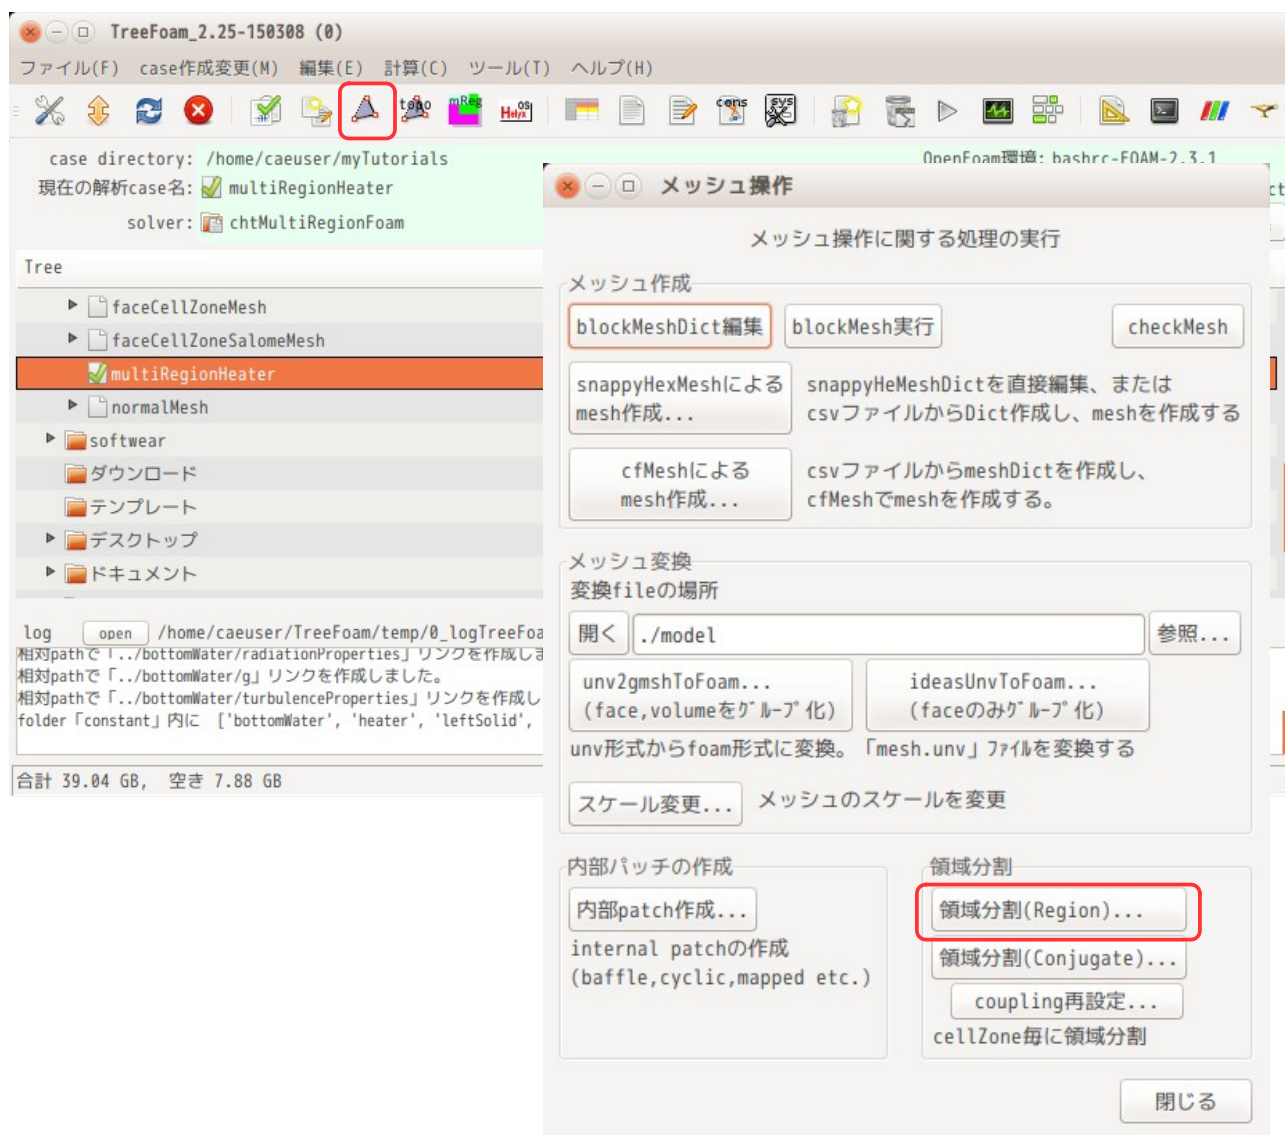 TreeFoam_2.25-150308 (0)
ファイル(F) case作成変更(M) 編集(E) 計算(C) ツール(T) ヘルプ(H)
topo mReg Helyx OS cons sys
case directory: /home/caeuser/myTutorials
OpenFoam環境: bashrc-FOAM-2.3.1
現在の解析case名: multiRegionHeater
solver: chtMultiRegionFoam
Tree
faceCellZoneMesh
faceCellZoneSalomeMesh
multiRegionHeater
normalMesh
softwear
ダウンロード
テンプレート
デスクトップ
ドキュメント
log open /home/caeuser/TreeFoam/temp/0_logTreeFoa
相対pathで「../bottomWater/radiationProperties」リンクを作成しま
相対pathで「../bottomWater/g」リンクを作成しました。
相対pathで「../bottomWater/turbulenceProperties」リンクを作成し
folder「constant」内に ['bottomWater', 'heater', 'leftSolid',
合計 39.04 GB, 空き 7.88 GB
メッシュ操作
メッシュ操作に関する処理の実行
メッシュ作成
blockMeshDict編集 blockMesh実行 checkMesh
snappyHexMeshによる
mesh作成...
snappyHeMeshDictを直接編集、または
csvファイルからDict作成し、meshを作成する
cfMeshによる
mesh作成...
csvファイルからmeshDictを作成し、
cfMeshでmeshを作成する。
メッシュ変換
変換fileの場所
開く ./model 参照...
unv2gmshToFoam...
(face,volumeをｸﾞﾙｰﾌﾟ化)
ideasUnvToFoam...
(faceのみｸﾞﾙｰﾌﾟ化)
unv形式からfoam形式に変換。「mesh.unv」ﾌｧｲﾙを変換する
スケール変更... メッシュのスケールを変更
内部パッチの作成
内部patch作成...
internal patchの作成
(baffle,cyclic,mapped etc.)
領域分割
領域分割(Region)...
領域分割(Conjugate)...
coupling再設定...
cellZone毎に領域分割
閉じる